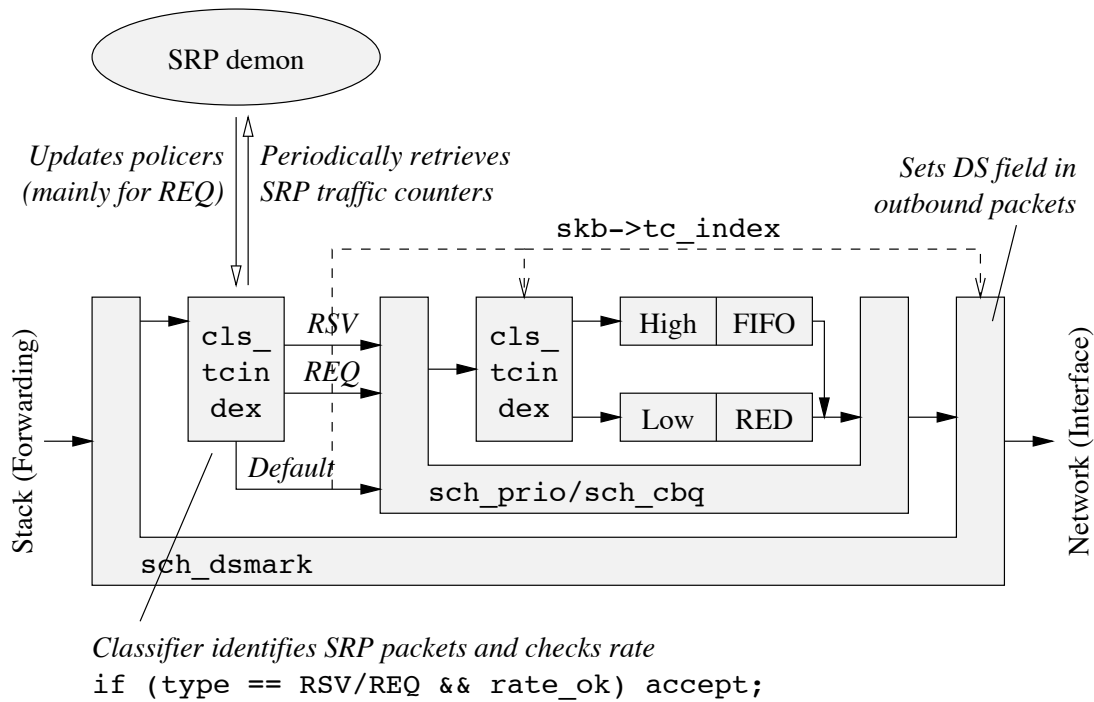 SRP demon
Updates policers
(mainly for REQ)
Periodically retrieves
SRP traffic counters
Sets DS field in
outbound packets
skb->tc_index
Stack (Forwarding)
cls_
tcin
dex
RSV
REQ
Default
cls_
tcin
dex
High
FIFO
Low
RED
sch_prio/sch_cbq
sch_dsmark
Network (Interface)
Classifier identifies SRP packets and checks rate
if (type == RSV/REQ && rate_ok) accept;